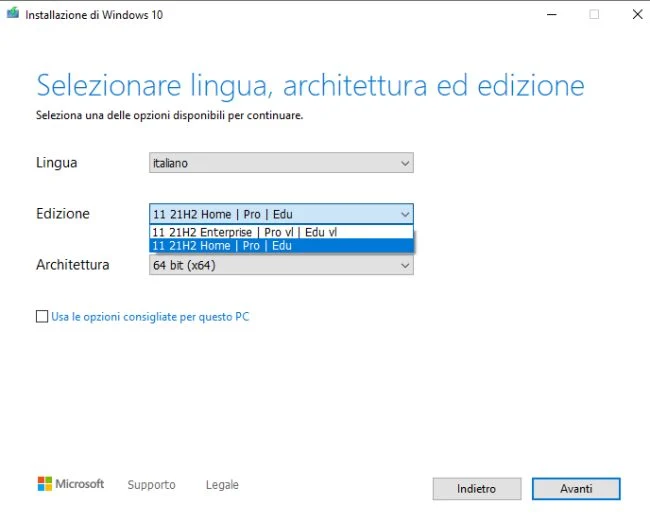 Installazione di Windows 10
Selezionare lingua, architettura ed edizione
Seleziona una delle opzioni disponibili per continuare.
Lingua
italiano
Edizione
11 21H2 Home | Pro | Edu
11 21H2 Enterprise | Pro vl | Edu vl
11 21H2 Home | Pro | Edu
Architettura
64 bit (x64)
Usa le opzioni consigliate per questo PC
Microsoft
Supporto
Legale
Indietro
Avanti